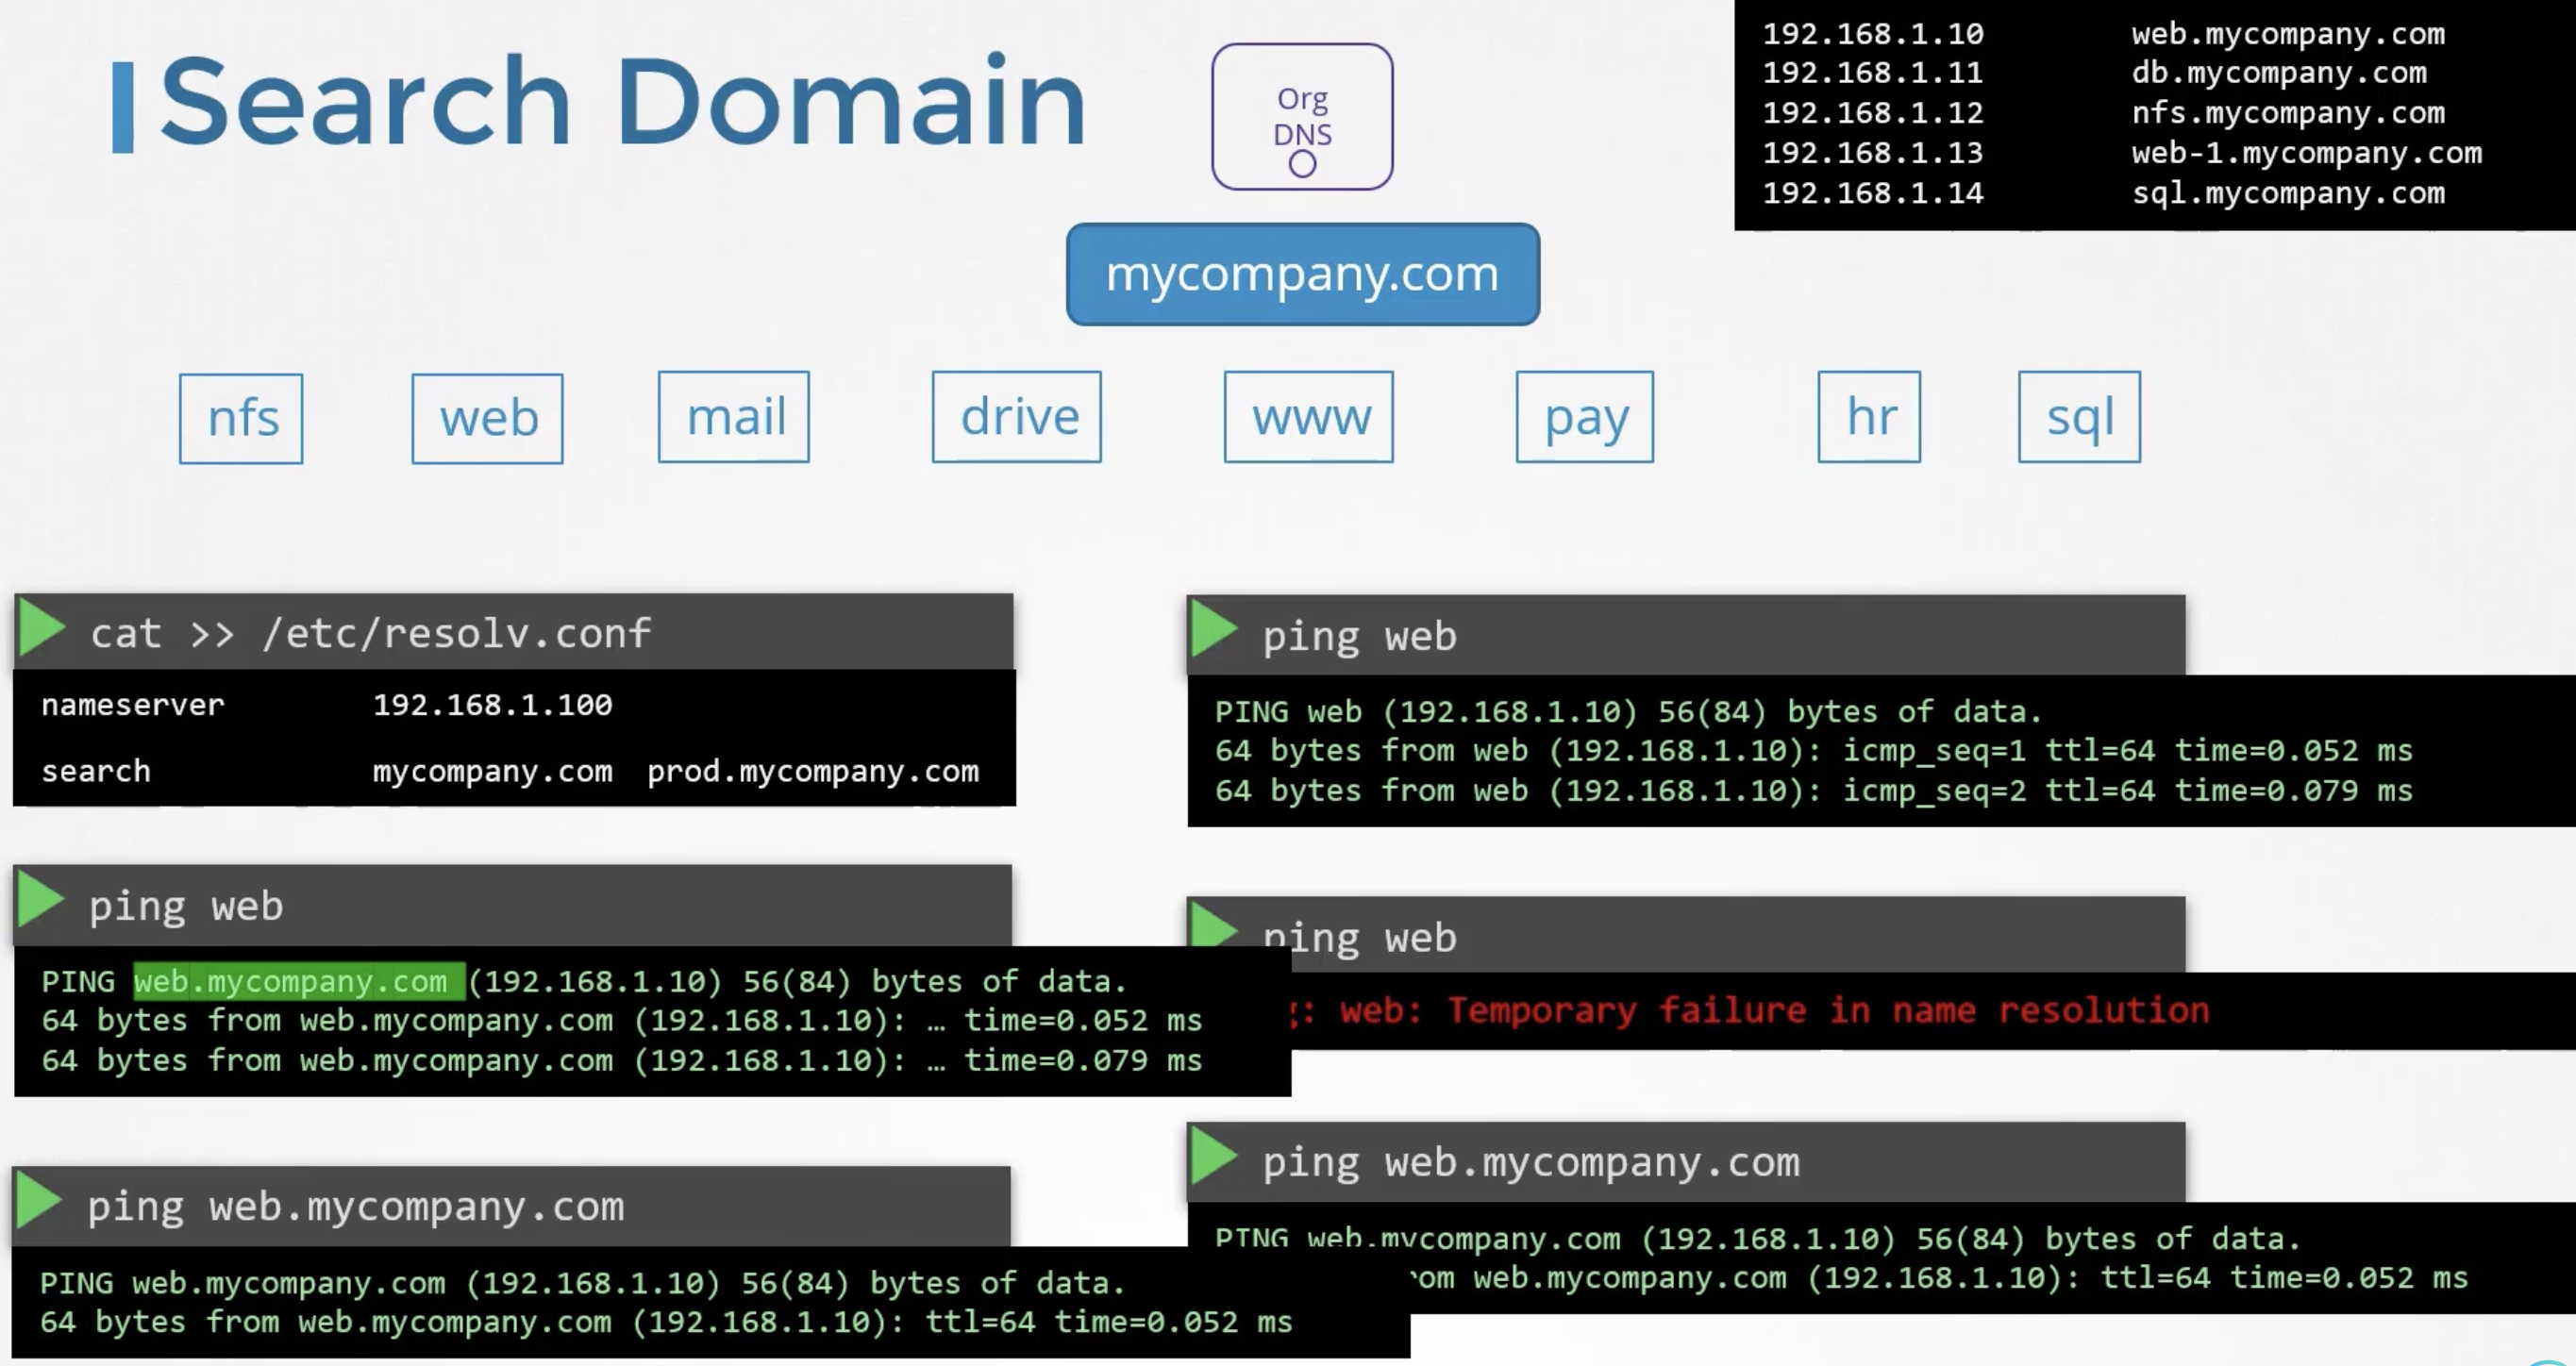 Search Domain
Org
DNS
192.168.1.10 web.mycompany.com
192.168.1.11 db.mycompany.com
192.168.1.12 nfs.mycompany.com
192.168.1.13 web-1.mycompany.com
192.168.1.14 sql.mycompany.com
mycompany.com
nfs web mail drive www pay hr sql
cat >> /etc/resolv.conf
nameserver 192.168.1.100
search mycompany.com prod.mycompany.com
ping web
PING web.mycompany.com (192.168.1.10) 56(84) bytes of data.
64 bytes from web.mycompany.com (192.168.1.10): … time=0.052 ms
64 bytes from web.mycompany.com (192.168.1.10): … time=0.079 ms
ping web.mycompany.com
PING web.mycompany.com (192.168.1.10) 56(84) bytes of data.
64 bytes from web.mycompany.com (192.168.1.10): ttl=64 time=0.052 ms
ping web
PING web (192.168.1.10) 56(84) bytes of data.
64 bytes from web (192.168.1.10): icmp_seq=1 ttl=64 time=0.052 ms
64 bytes from web (192.168.1.10): icmp_seq=2 ttl=64 time=0.079 ms
ping web
: web: Temporary failure in name resolution
ping web.mycompany.com
PING web.mycompany.com (192.168.1.10) 56(84) bytes of data.
om web.mycompany.com (192.168.1.10): ttl=64 time=0.052 ms